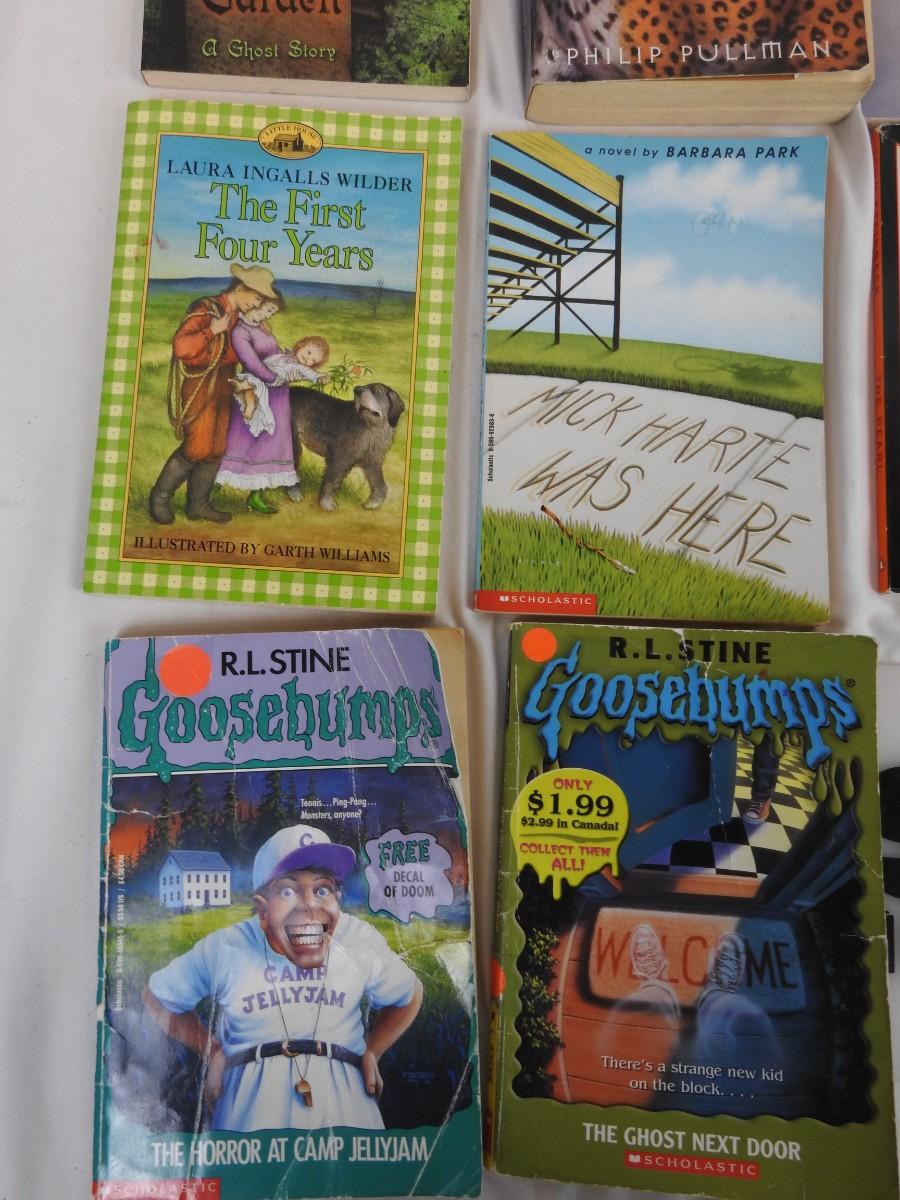 Garden
A Ghost Story
PHILIP PULLMAN
LITTLE HOUSE
LAURA INGALLS WILDER
The First
Four Years
ILLUSTRATED BY GARTH WILLIAMS
a novel by BARBARA PARK
MICK HARTE
WAS HERE
SCHOLASTIC
R.L. STINE
Goosebumps
Tennis...Ping-Pong...
Monsters, anyone?
FREE
DECAL
OF DOOM
C
CAMP
JELLYJAM
THE HORROR AT CAMP JELLYJAM
SCHOLASTIC
R.L. STINE
Goosebumps®
ONLY
$1.99
$2.99 in Canada!
COLLECT THEM
ALL!
WELCOME
There's a strange new kid
on the block. . . .
THE GHOST NEXT DOOR
SCHOLASTIC